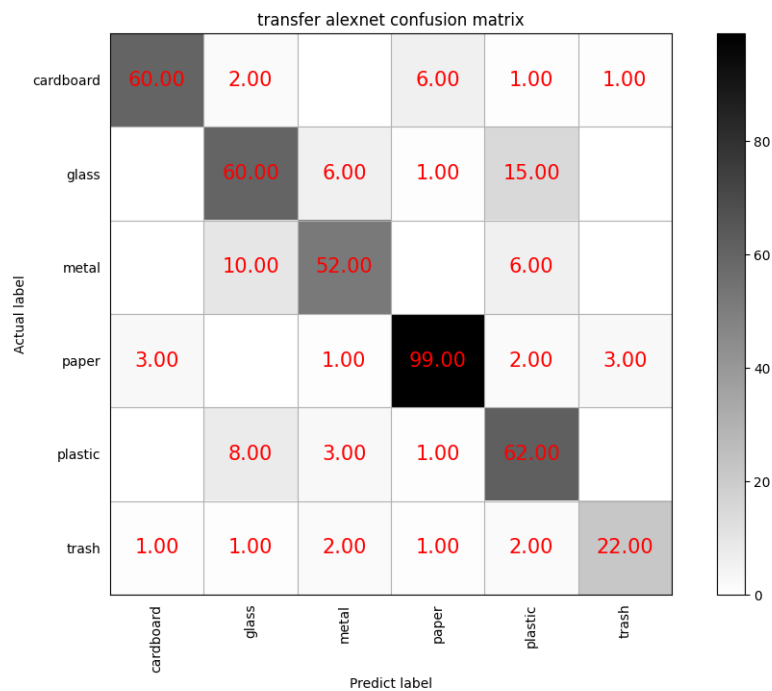 transfer alexnet confusion matrix
cardboard 60.00 2.00 6.00 1.00 1.00
glass 60.00 6.00 1.00 15.00
metal 10.00 52.00 6.00
paper 3.00 1.00 99.00 2.00 3.00
plastic 8.00 3.00 1.00 62.00
trash 1.00 1.00 2.00 1.00 2.00 22.00
cardboard glass metal paper plastic trash
Predict label
Actual label
80
60
40
20
0